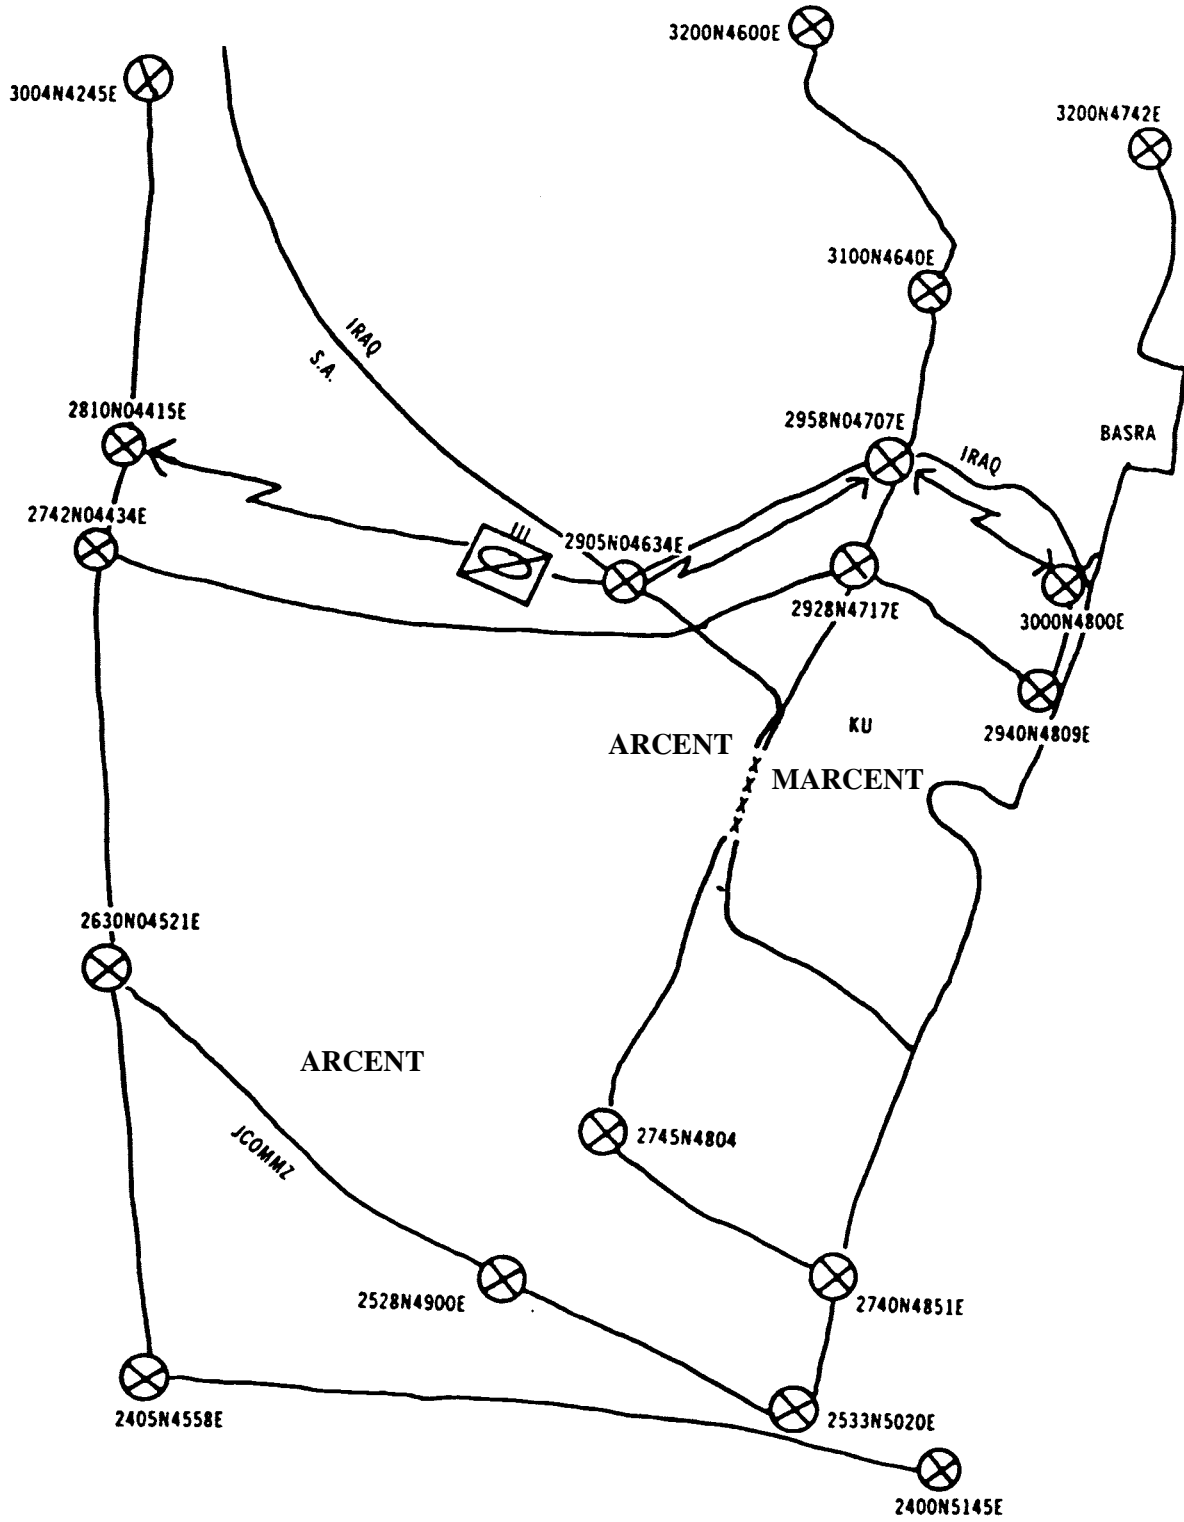 3200N4600E
3004N4245E
3200N4742E
3100N4640E
IRAQ
S.A.
2810N04415E
2958N04707E
BASRA
IRAQ
2742N04434E
III
2905N04634E
2928N4717E
3000N4800E
KU
2940N4809E
ARCENT
MARCENT
2630N04521E
ARCENT
JCOMMZ
2745N4804
2528N4900E
2740N4851E
2405N4558E
2533N5020E
2400N5145E